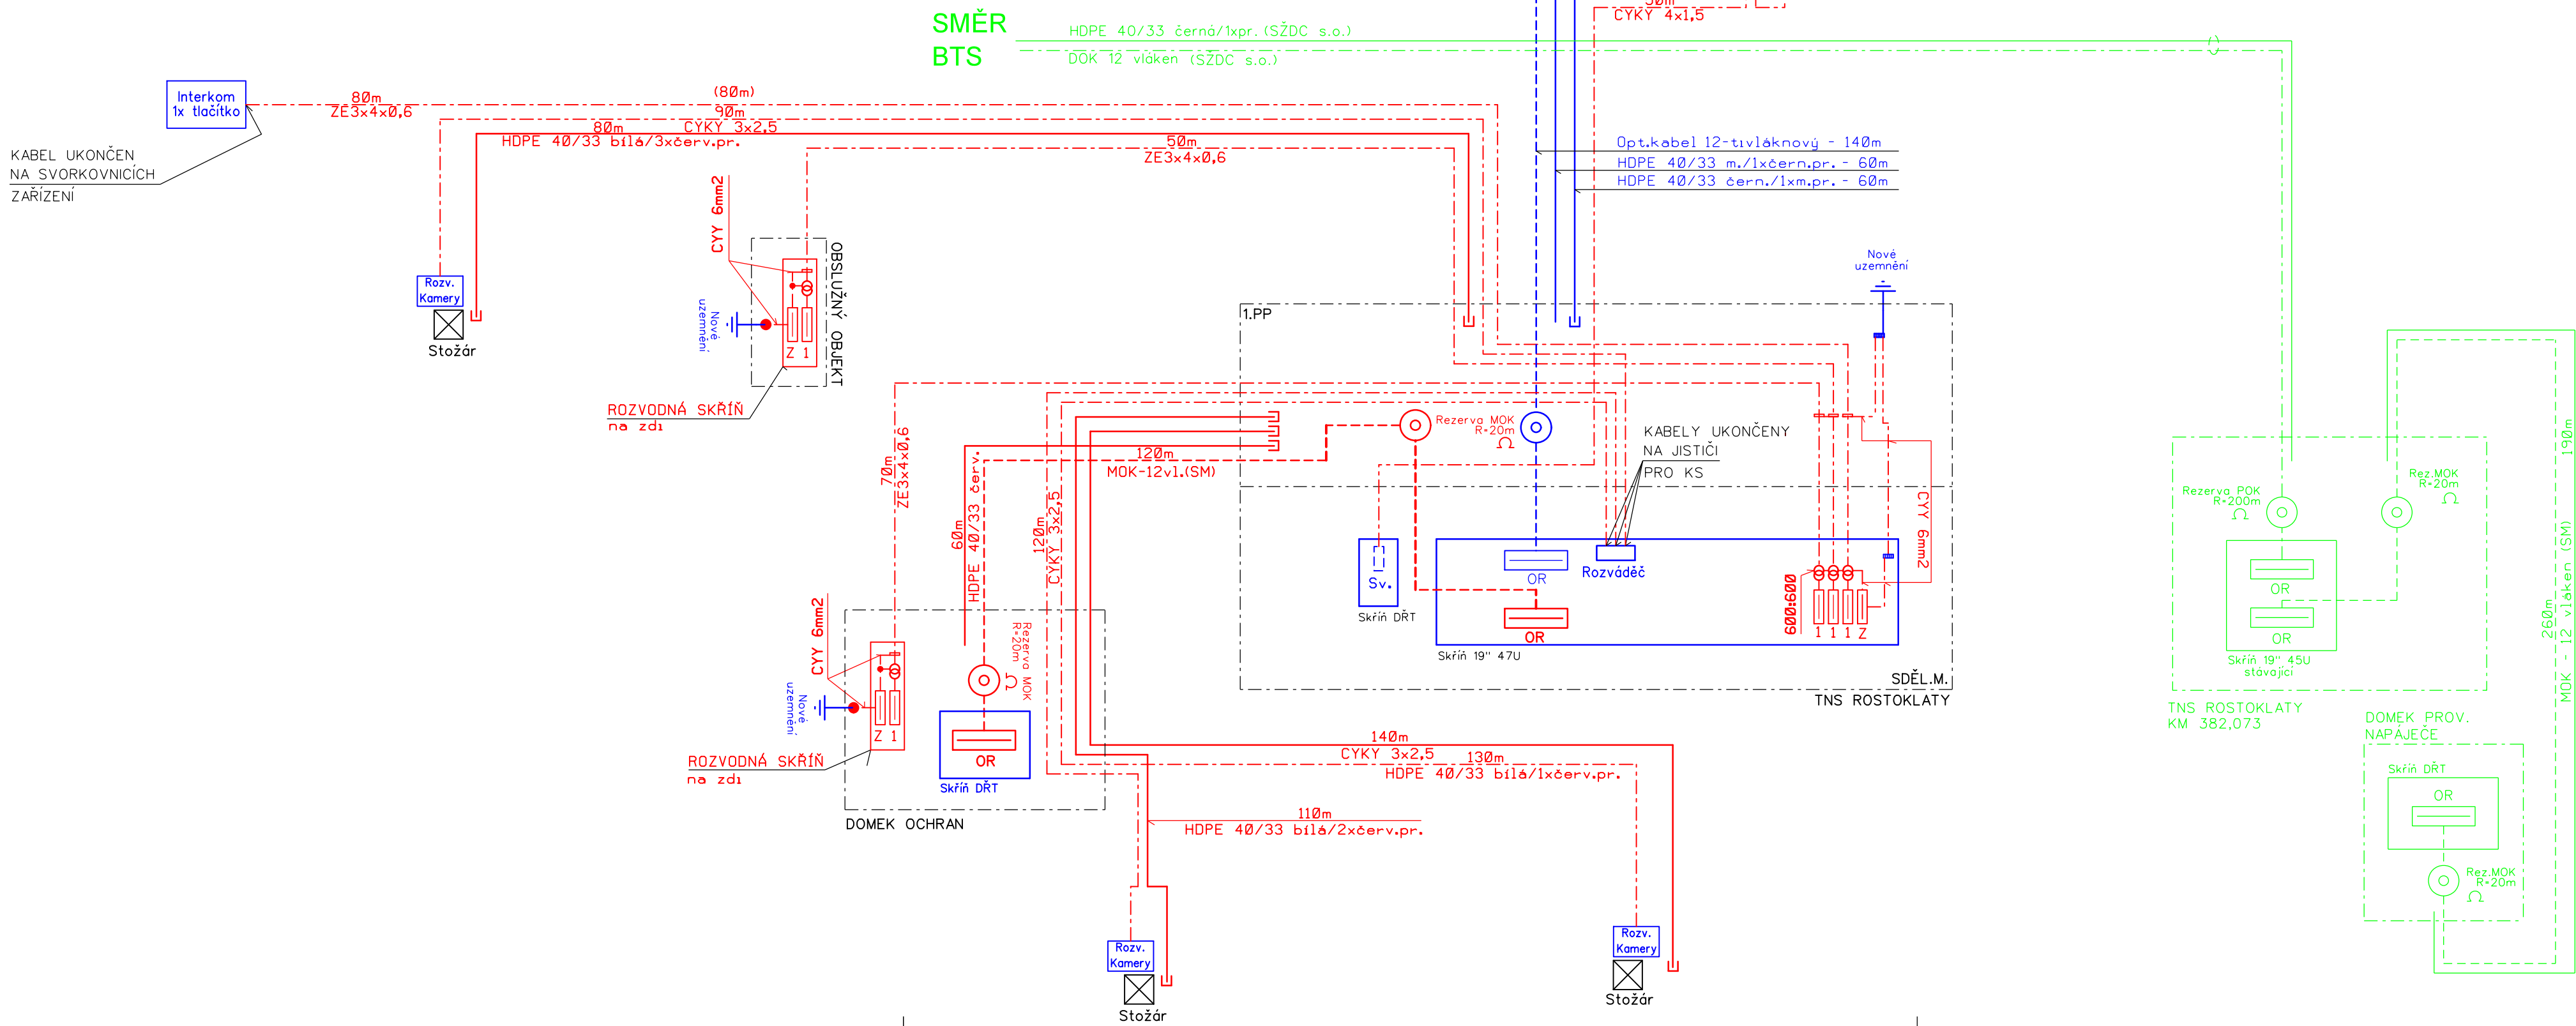 SMĚR
BTS
HDPE 40/33 černá/1xpr. (SŽDC s.o.)
DOK 12 vláken (SŽDC s.o.)
CYKY 4x1,5
Interkom
1x tlačítko
80m
ZE3x4x0,6
(80m)
90m
80m
CYKY 3x2,5
HDPE 40/33 bílá/3xčerv.pr.
50m
ZE3x4x0,6
KABEL UKONČEN
NA SVORKOVNICÍCH
ZAŘÍZENÍ
Opt.kabel 12-tivláknový - 140m
HDPE 40/33 m./1xčern.pr. - 60m
HDPE 40/33 čern./1xm.pr. - 60m
CYY 6mm2
OBSLUŽNÝ OBJEKT
Rozv.
Kamery
Stožár
Nové
uzemnění
Z 1
ROZVODNÁ SKŘÍŇ
na zdi
Nové
uzemnění
1.PP
Rezerva MOK
R=20m
KABELY UKONČENY
NA JISTIČI
PRO KS
70m
ZE3x4x0,6
60m
HDPE 40/33 červ.
120m
MOK-12vl.(SM)
120m
CYKY 3x2,5
CYY 6mm2
Sv.
Skříň DŘT
OR
Rozváděč
OR
600:600
1 1 1 Z
Skříň 19" 47U
SDĚL.M.
TNS ROSTOKLATY
CYY 6mm2
Rezerva MOK
R=20m
Nové
uzemnění
Z 1
OR
Skříň DŘT
ROZVODNÁ SKŘÍŇ
na zdi
DOMEK OCHRAN
140m
CYKY 3x2,5
130m
HDPE 40/33 bílá/1xčerv.pr.
110m
HDPE 40/33 bílá/2xčerv.pr.
Rozv.
Kamery
Stožár
Rozv.
Kamery
Stožár
Rezerva POK
R=200m
Rez.MOK
R=20m
OR
OR
Skříň 19" 45U
stávající
TNS ROSTOKLATY
KM 382,073
DOMEK PROV.
NAPÁJEČE
Skříň DŘT
OR
Rez.MOK
R=20m
190m
260m
MOK - 12 vláken (SM)